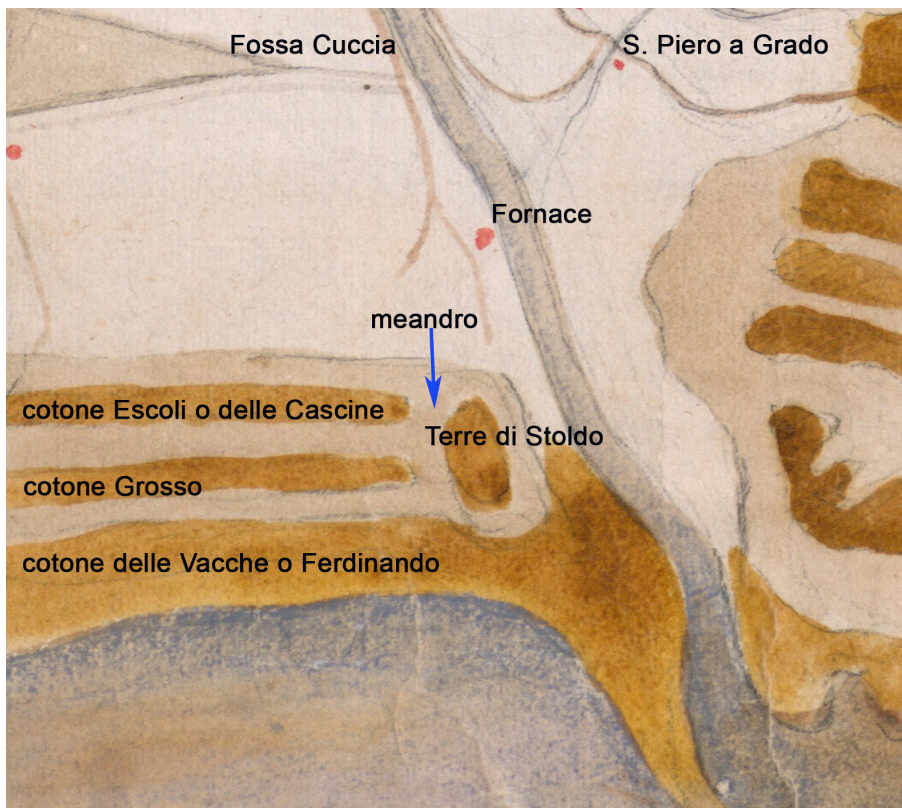 Fossa Cuccia
S. Piero a Grado
Fornace
meandro
cotone Escoli o delle Cascine
Terre di Stoldo
cotone Grosso
cotone delle Vacche o Ferdinando